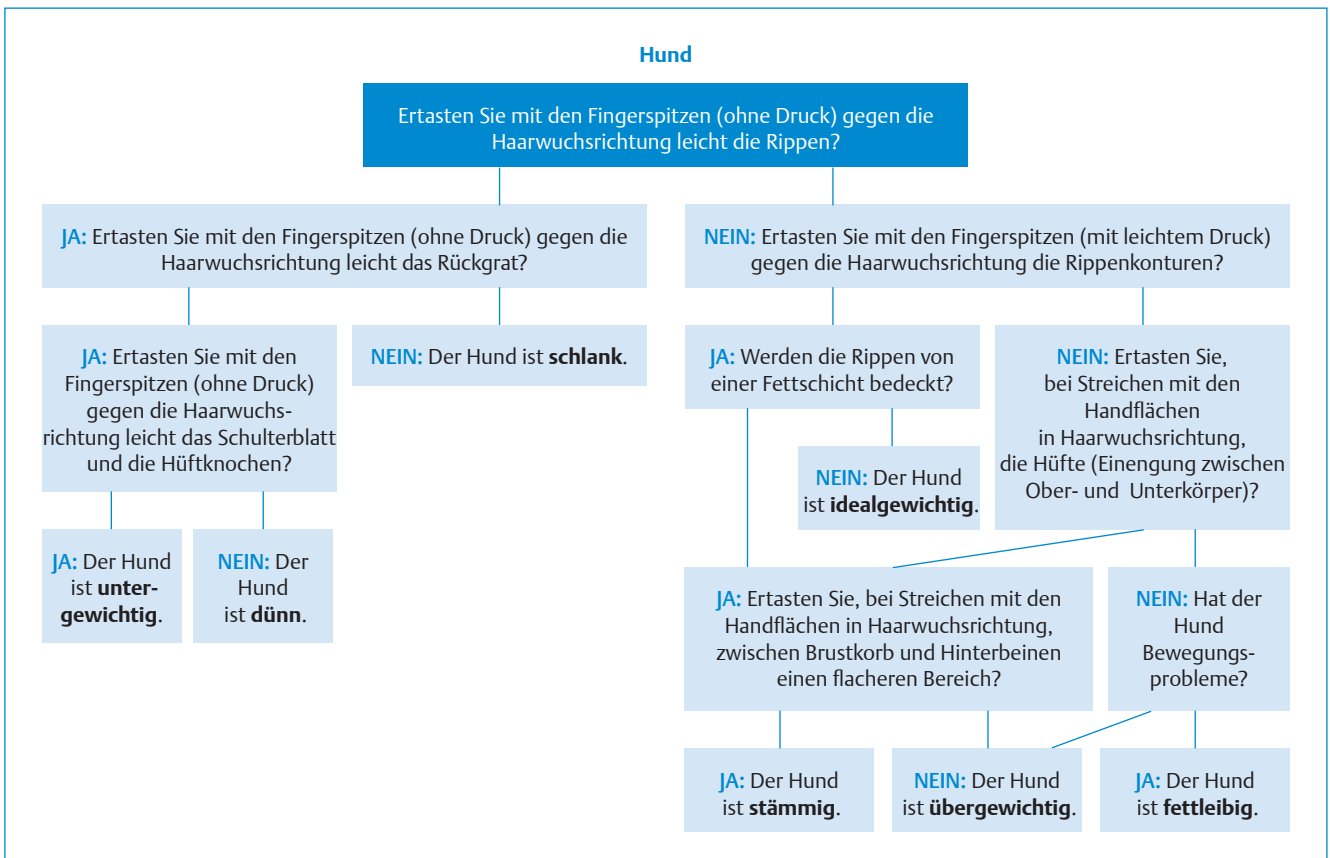 Hund
Ertasten Sie mit den Fingerspitzen (ohne Druck) gegen die
Haarwuchsrichtung leicht die Rippen?
JA: Ertasten Sie mit den Fingerspitzen (ohne Druck) gegen die
Haarwuchsrichtung leicht das Rückgrat?
NEIN: Ertasten Sie mit den Fingerspitzen (mit leichtem Druck)
gegen die Haarwuchsrichtung die Rippenkonturen?
JA: Ertasten Sie mit den
Fingerspitzen (ohne Druck)
gegen die Haarwuchs-
richtung leicht das Schulterblatt
und die Hüftknochen?
NEIN: Der Hund ist schlank.
JA: Werden die Rippen von
einer Fettschicht bedeckt?
NEIN: Ertasten Sie,
bei Streichen mit den
Handflächen
in Haarwuchsrichtung,
die Hüfte (Einengung zwischen
Ober- und Unterkörper)?
NEIN: Der Hund
ist idealgewichtig.
JA: Der Hund
ist unter-
gewichtig.
NEIN: Der
Hund
ist dünn.
JA: Ertasten Sie, bei Streichen mit den
Handflächen in Haarwuchsrichtung,
zwischen Brustkorb und Hinterbeinen
einen flacheren Bereich?
NEIN: Hat der
Hund
Bewegungs-
probleme?
JA: Der Hund
ist stämmig.
NEIN: Der Hund
ist übergewichtig.
JA: Der Hund
ist fettleibig.